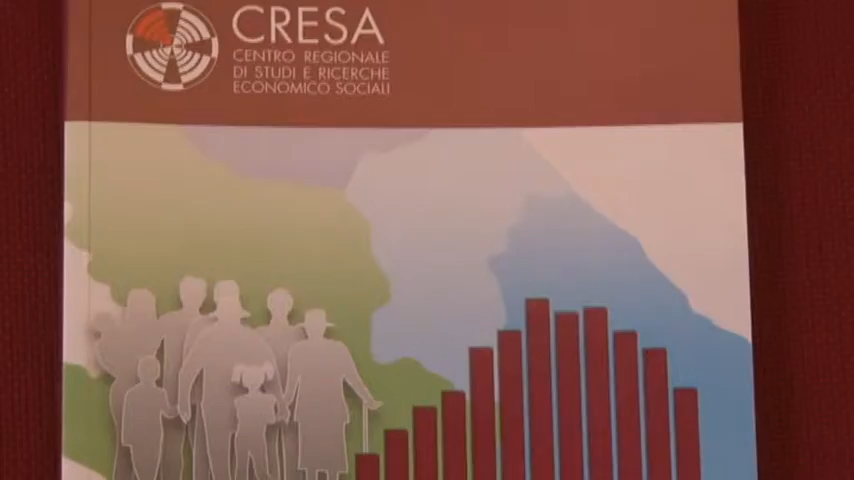 CRESA
CENTRO REGIONALE
DI STUDI E RICERCHE
ECONOMICO SOCIALI